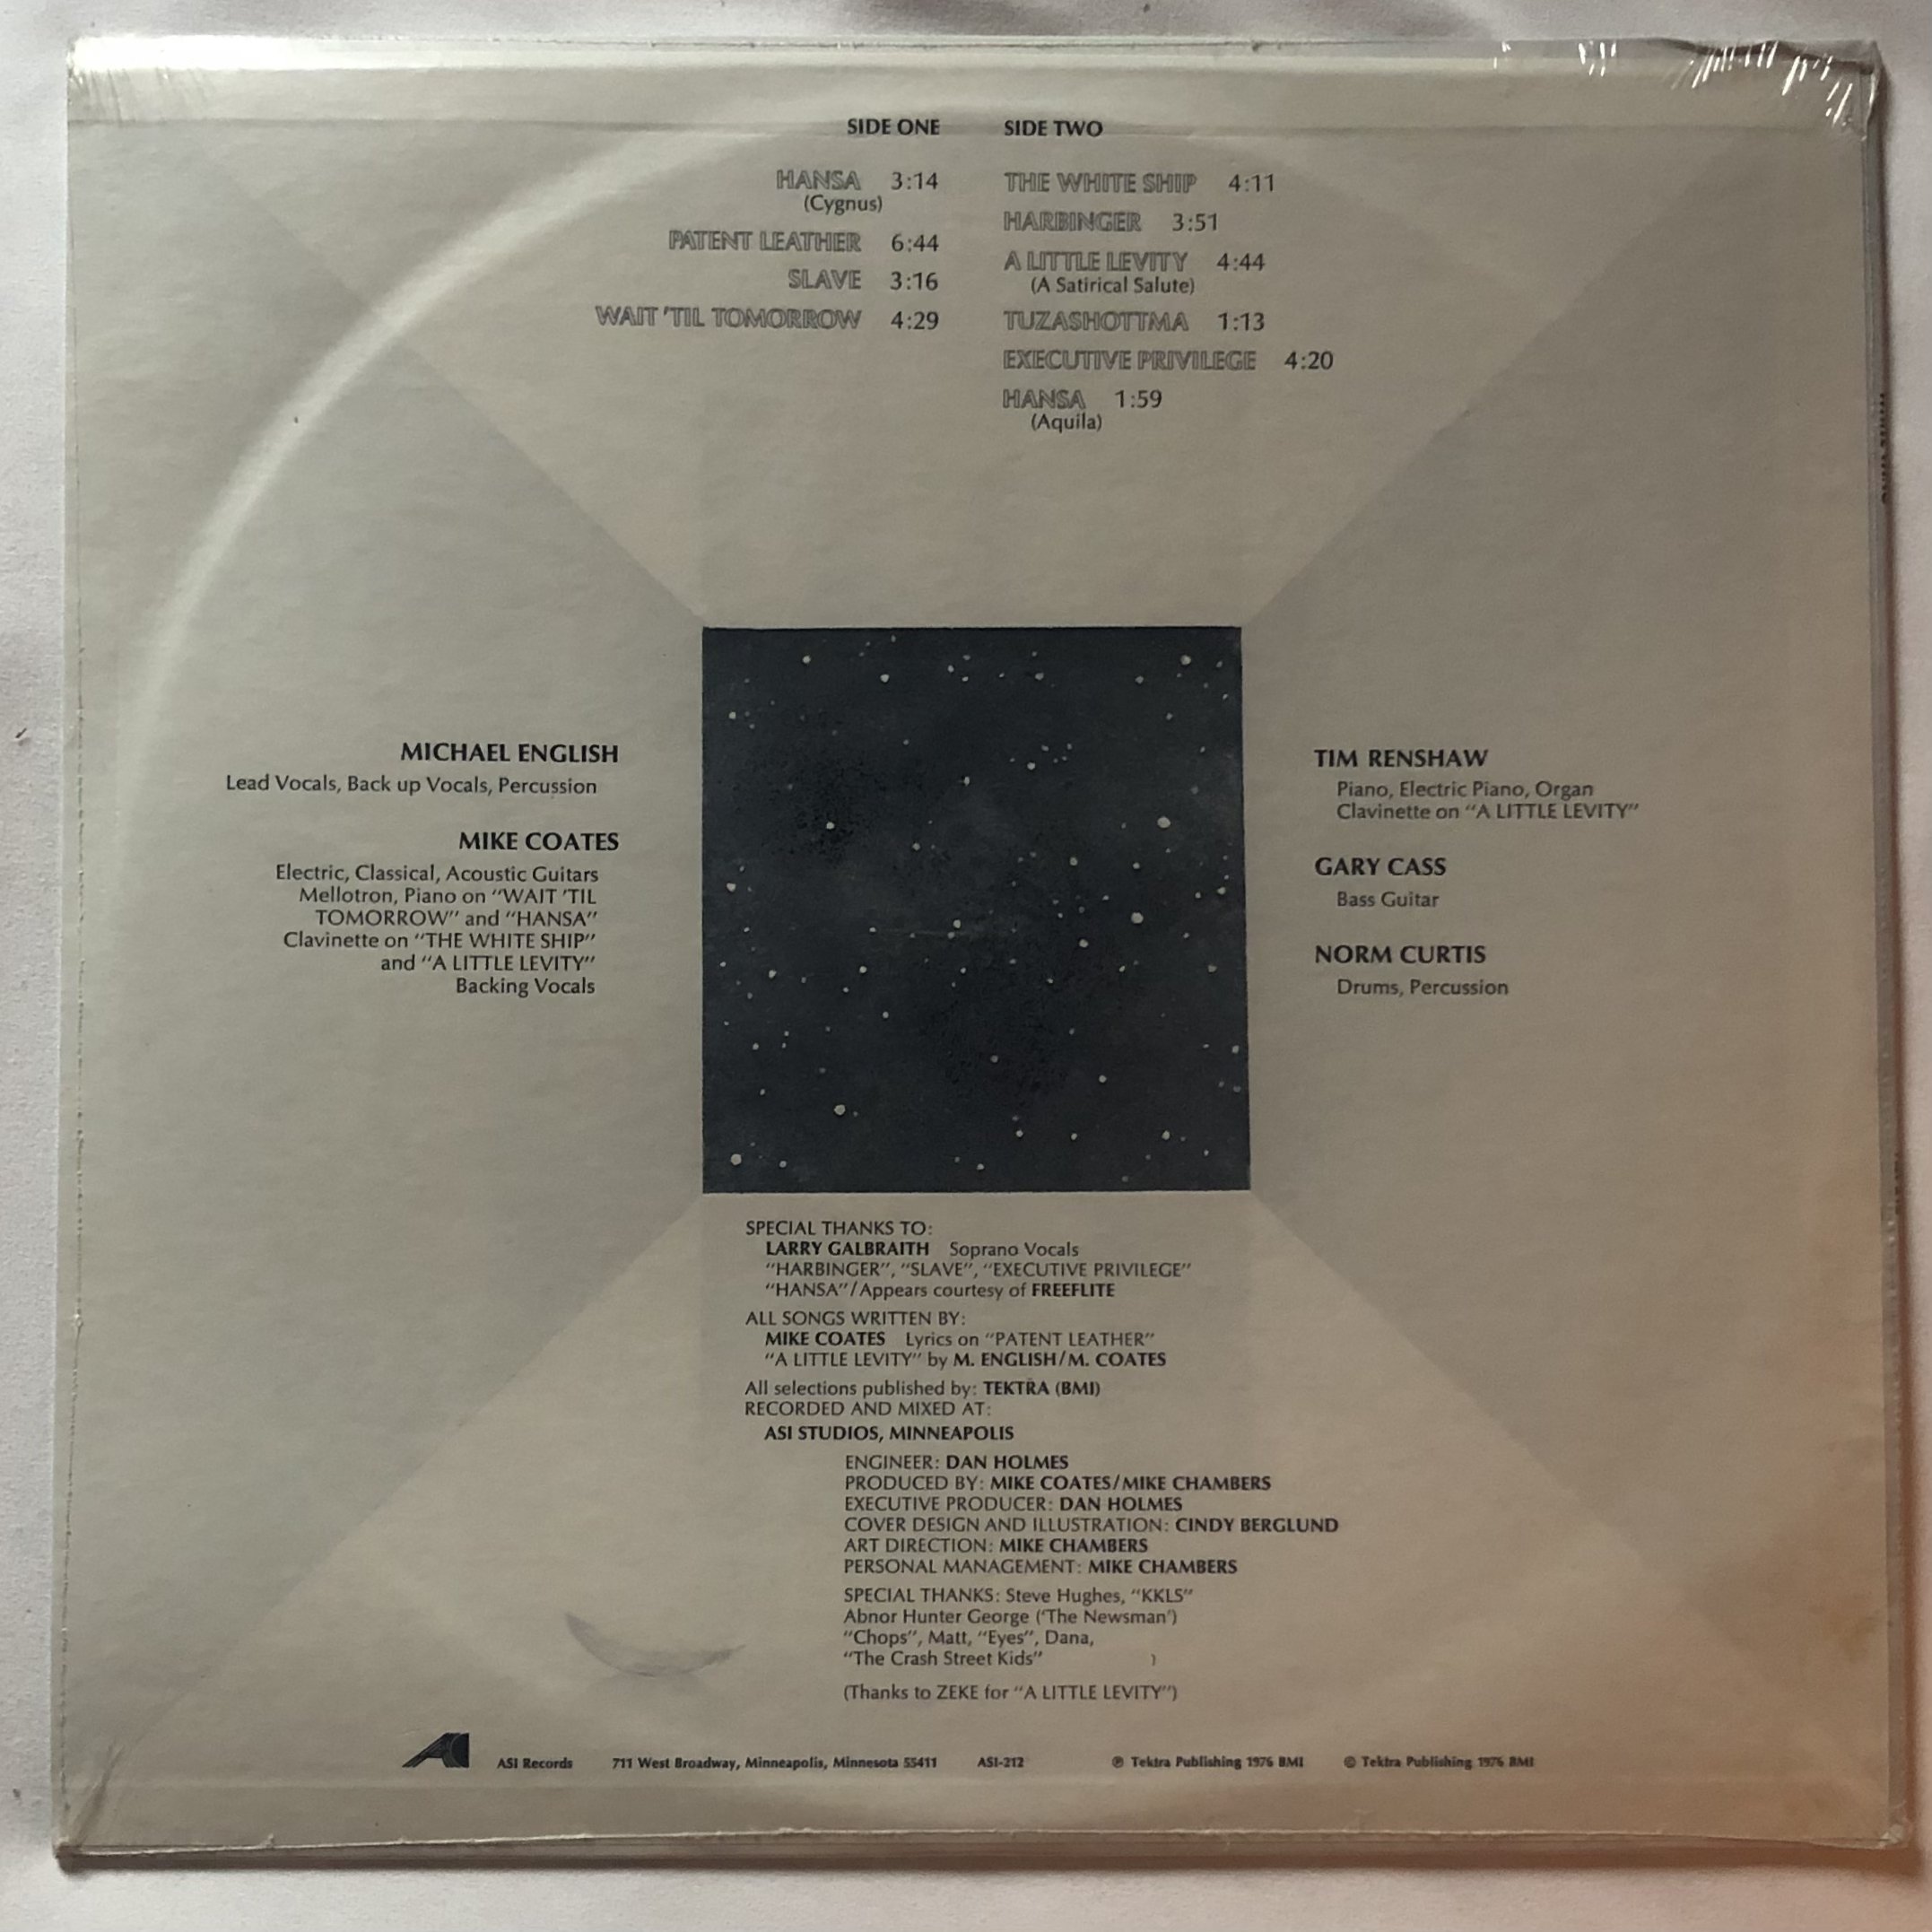 SIDE ONE
HANSA 3:14
(Cygnus)
PATENT LEATHER 6:44
SLAVE 3:16
WAIT 'TIL TOMORROW 4:29
SIDE TWO
THE WHITE SHIP 4:11
HARBINGER 3:51
A LITTLE LEVITY 4:44
(A Satirical Salute)
TUZASHOTTMA 1:13
EXECUTIVE PRIVILEGE 4:20
HANSA 1:59
(Aquila)
MICHAEL ENGLISH
Lead Vocals, Back up Vocals, Percussion
MIKE COATES
Electric, Classical, Acoustic Guitars
Mellotron, Piano on "WAIT 'TIL
TOMORROW" and "HANSA"
Clavinette on "THE WHITE SHIP"
and "A LITTLE LEVITY"
Backing Vocals
TIM RENSHAW
Piano, Electric Piano, Organ
Clavinette on "A LITTLE LEVITY"
GARY CASS
Bass Guitar
NORM CURTIS
Drums, Percussion
SPECIAL THANKS TO:
LARRY GALBRAITH Soprano Vocals
"HARBINGER", "SLAVE", "EXECUTIVE PRIVILEGE"
"HANSA"/Appears courtesy of FREEFLITE
ALL SONGS WRITTEN BY:
MIKE COATES Lyrics on "PATENT LEATHER"
"A LITTLE LEVITY" by M. ENGLISH/M. COATES
All selections published by: TEKTRA (BMI)
RECORDED AND MIXED AT:
ASI STUDIOS, MINNEAPOLIS
ENGINEER: DAN HOLMES
PRODUCED BY: MIKE COATES/MIKE CHAMBERS
EXECUTIVE PRODUCER: DAN HOLMES
COVER DESIGN AND ILLUSTRATION: CINDY BERGLUND
ART DIRECTION: MIKE CHAMBERS
PERSONAL MANAGEMENT: MIKE CHAMBERS
SPECIAL THANKS: Steve Hughes, "KKLS"
Abnor Hunter George ('The Newsman')
"Chops", Matt, "Eyes", Dana,
"The Crash Street Kids"
(Thanks to ZEKE for "A LITTLE LEVITY")
ASI Records 711 West Broadway, Minneapolis, Minnesota 55411 ASI-212 ℗ Tektra Publishing 1976 BMI © Tektra Publishing 1976 BMI